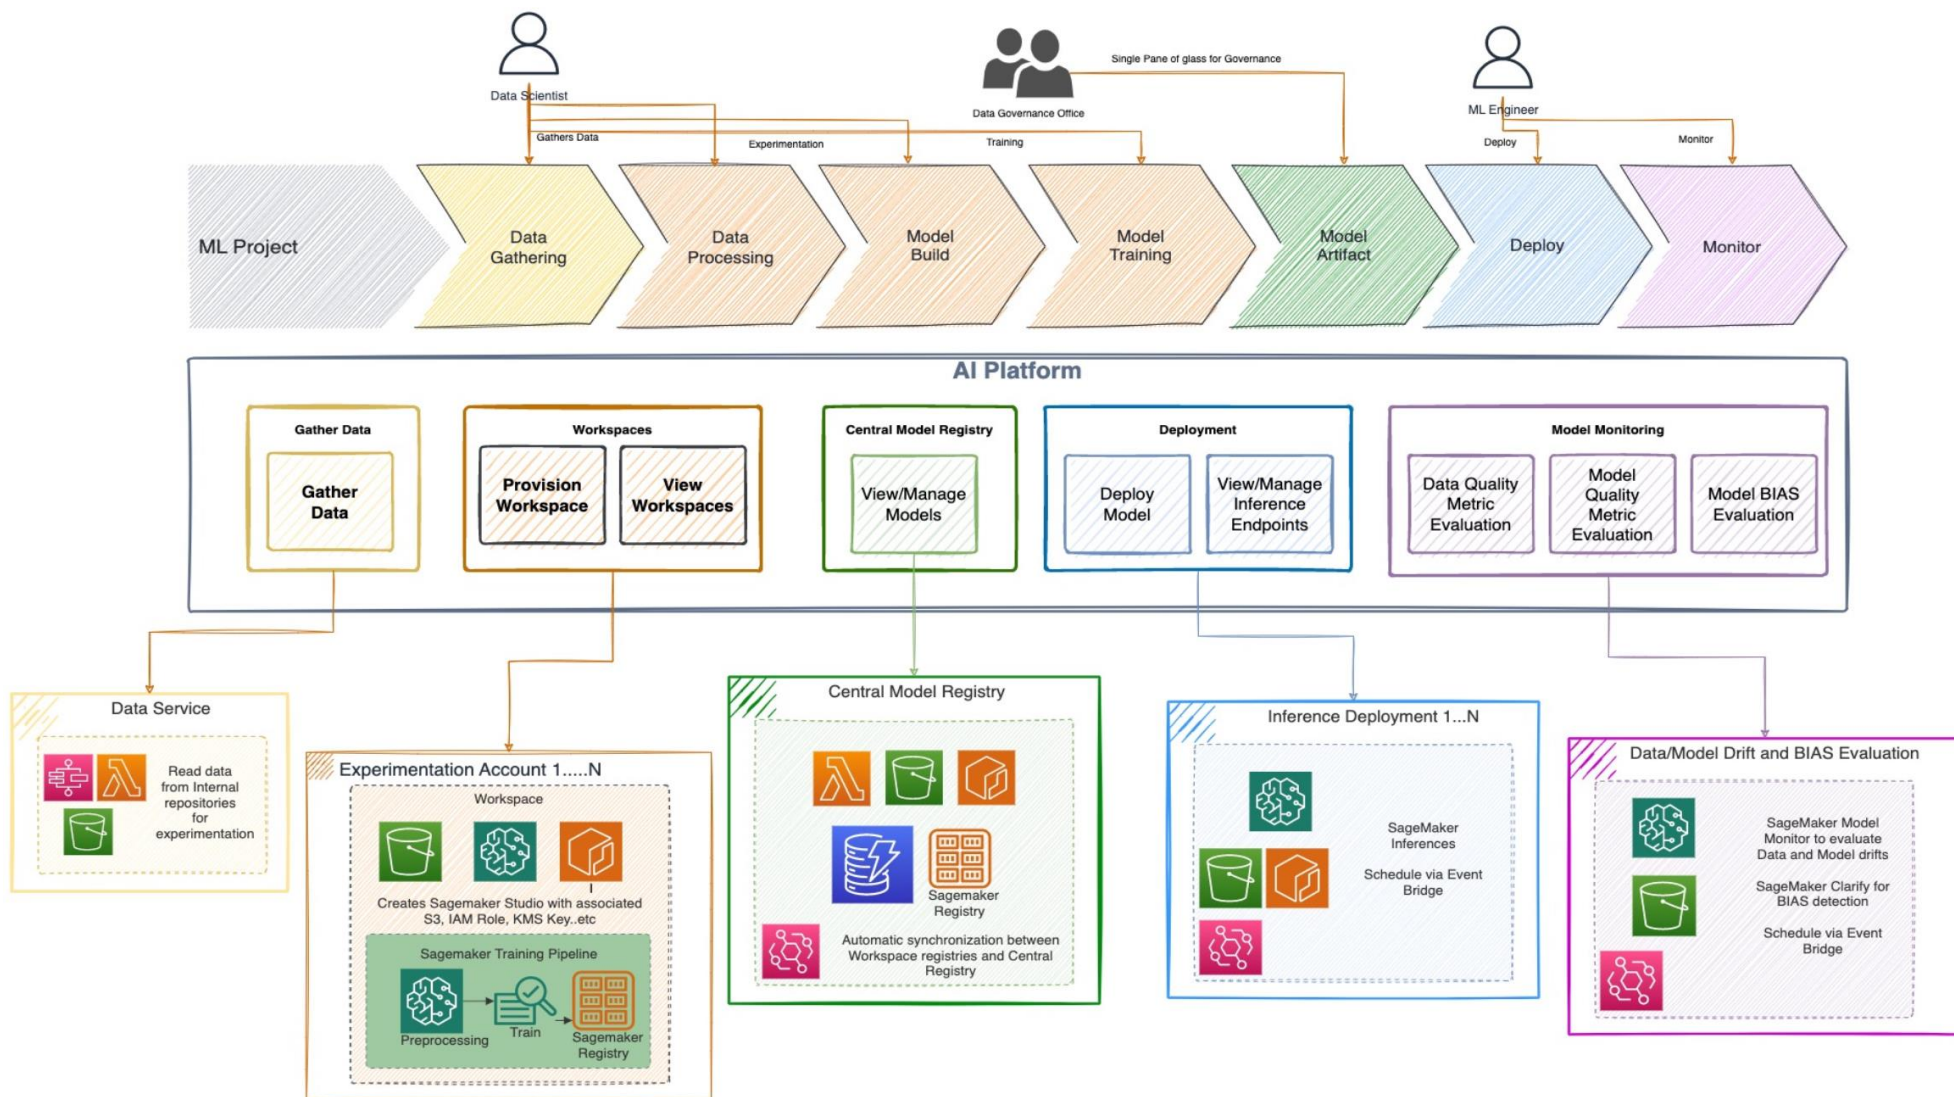 Data Scientist
Data Governance Office
Single Pane of glass for Governance
ML Engineer
Gathers Data
Experimentation
Training
Deploy
Monitor
ML Project
Data
Gathering
Data
Processing
Model
Build
Model
Training
Model
Artifact
Deploy
Monitor
AI Platform
Gather Data
Gather
Data
Workspaces
Provision
Workspace
View
Workspaces
Central Model Registry
View/Manage
Models
Deployment
Deploy
Model
View/Manage
Inference
Endpoints
Model Monitoring
Data Quality
Metric
Evaluation
Model
Quality
Metric
Evaluation
Model BIAS
Evaluation
Data Service
Read data
from Internal
repositories
for
experimentation
Experimentation Account 1.....N
Workspace
Creates Sagemaker Studio with associated
S3, IAM Role, KMS Key..etc
Sagemaker Training Pipeline
Preprocessing
Train
Sagemaker
Registry
Central Model Registry
Sagemaker
Registry
Automatic synchronization between
Workspace registries and Central
Registry
Inference Deployment 1...N
SageMaker
Inferences
Schedule via Event
Bridge
Data/Model Drift and BIAS Evaluation
SageMaker Model
Monitor to evaluate
Data and Model drifts
SageMaker Clarify for
BIAS detection
Schedule via Event
Bridge